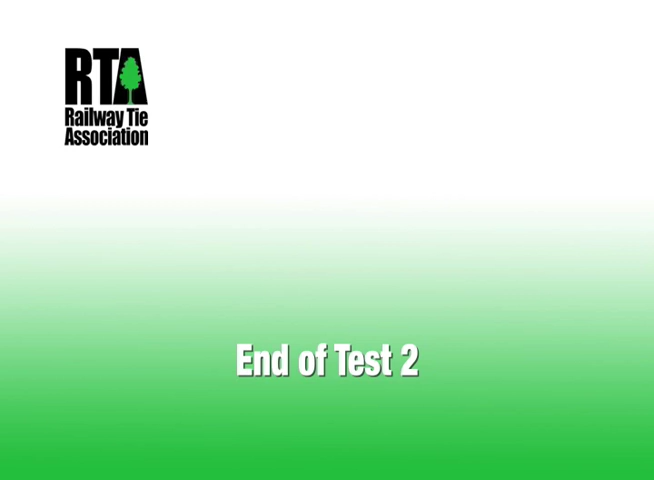 RTA
Railway Tie
Association
End of Test 2